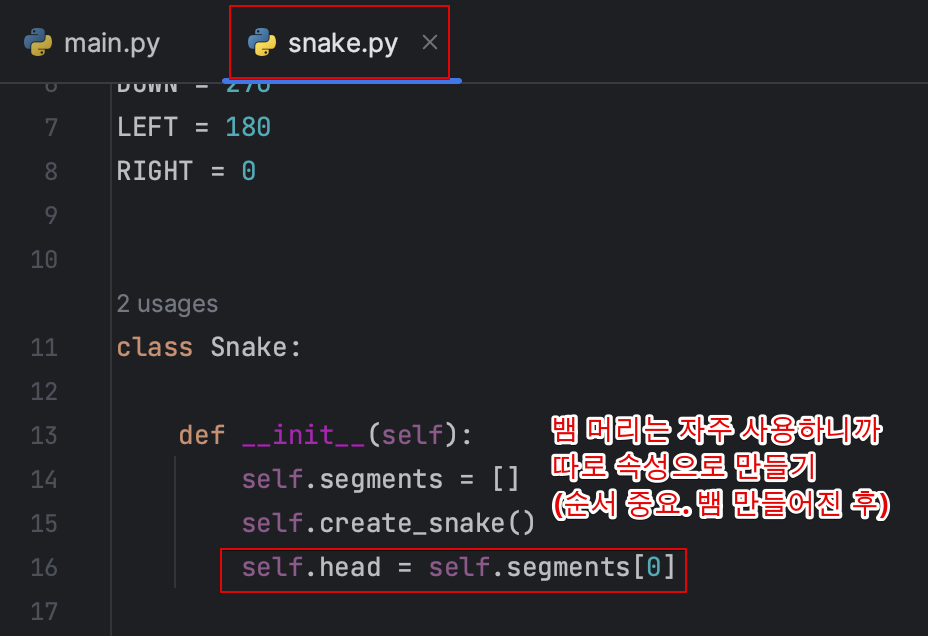 main.py
snake.py
6 DOWN = 270
7 LEFT = 180
8 RIGHT = 0
9
10
2 usages
11 class Snake:
12
13 def __init__(self):
뱀 머리는 자주 사용하니까
14 self.segments = []
따로 속성으로 만들기
15 self.create_snake()
(순서 중요. 뱀 만들어진 후)
16 self.head = self.segments[0]
17